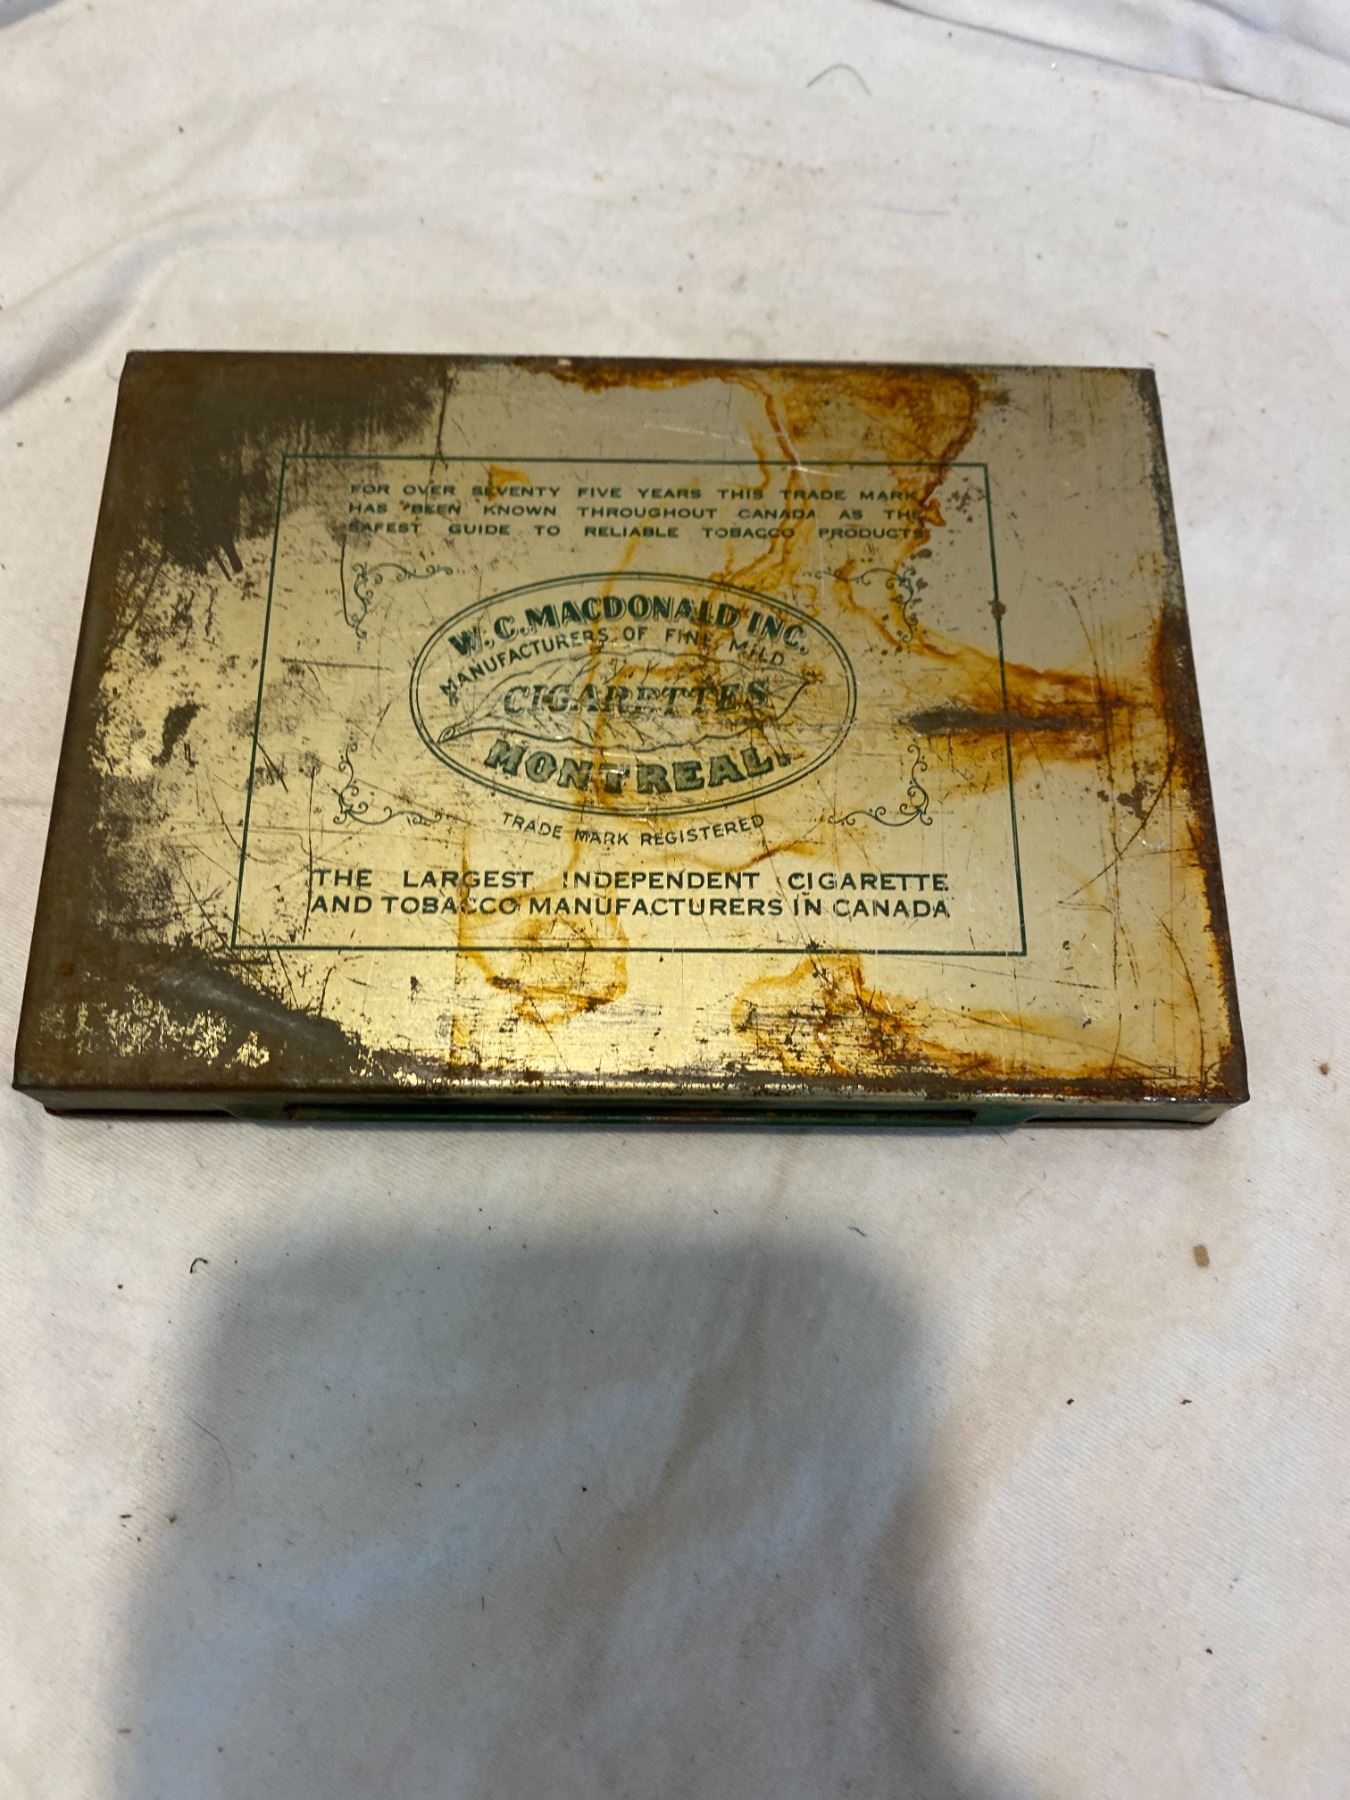 FOR OVER SEVENTY FIVE YEARS THIS TRADE MARK
HAS BEEN KNOWN THROUGHOUT CANADA AS THE
SAFEST GUIDE TO RELIABLE TOBACCO PRODUCTS
W.C. MACDONALD INC.
MANUFACTURERS OF FINE MILD
CIGARETTES
MONTREAL.
TRADE MARK REGISTERED
THE LARGEST INDEPENDENT CIGARETTE
AND TOBACCO MANUFACTURERS IN CANADA